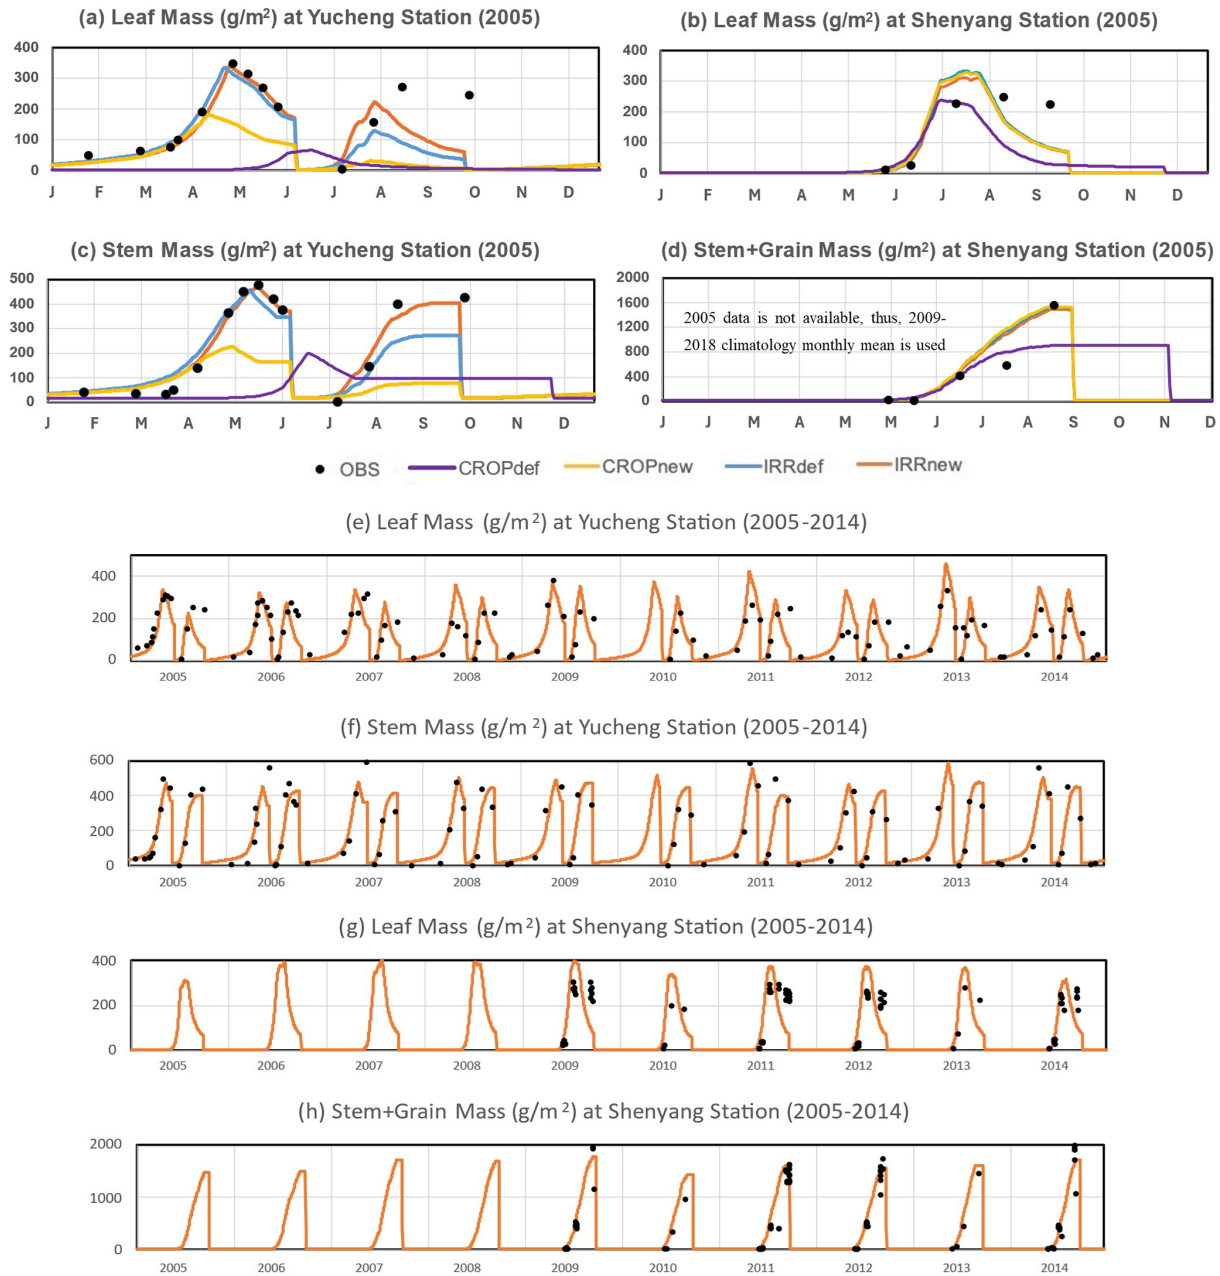 (a) Leaf Mass (g/m²) at Yucheng Station (2005)
400
300
200
100
0
J F M A M J J A S O N D
(b) Leaf Mass (g/m²) at Shenyang Station (2005)
400
300
200
100
0
J F M A M J J A S O N D
(c) Stem Mass (g/m²) at Yucheng Station (2005)
500
400
300
200
100
0
J F M A M J J A S O N D
(d) Stem+Grain Mass (g/m²) at Shenyang Station (2005)
2000
1600
1200
800
400
0
2005 data is not available, thus, 2009-
2018 climatology monthly mean is used
J J F M A M J J A S O N D
OBS CROPdef CROPnew IRRdef IRRnew
(e) Leaf Mass (g/m²) at Yucheng Station (2005-2014)
400
200
0
2005 2006 2007 2008 2009 2010 2011 2012 2013 2014
(f) Stem Mass (g/m²) at Yucheng Station (2005-2014)
600
400
200
0
2005 2006 2007 2008 2009 2010 2011 2012 2013 2014
(g) Leaf Mass (g/m²) at Shenyang Station (2005-2014)
400
200
0
2005 2006 2007 2008 2009 2010 2011 2012 2013 2014
(h) Stem+Grain Mass (g/m²) at Shenyang Station (2005-2014)
2000
1000
0
2005 2006 2007 2008 2009 2010 2011 2012 2013 2014